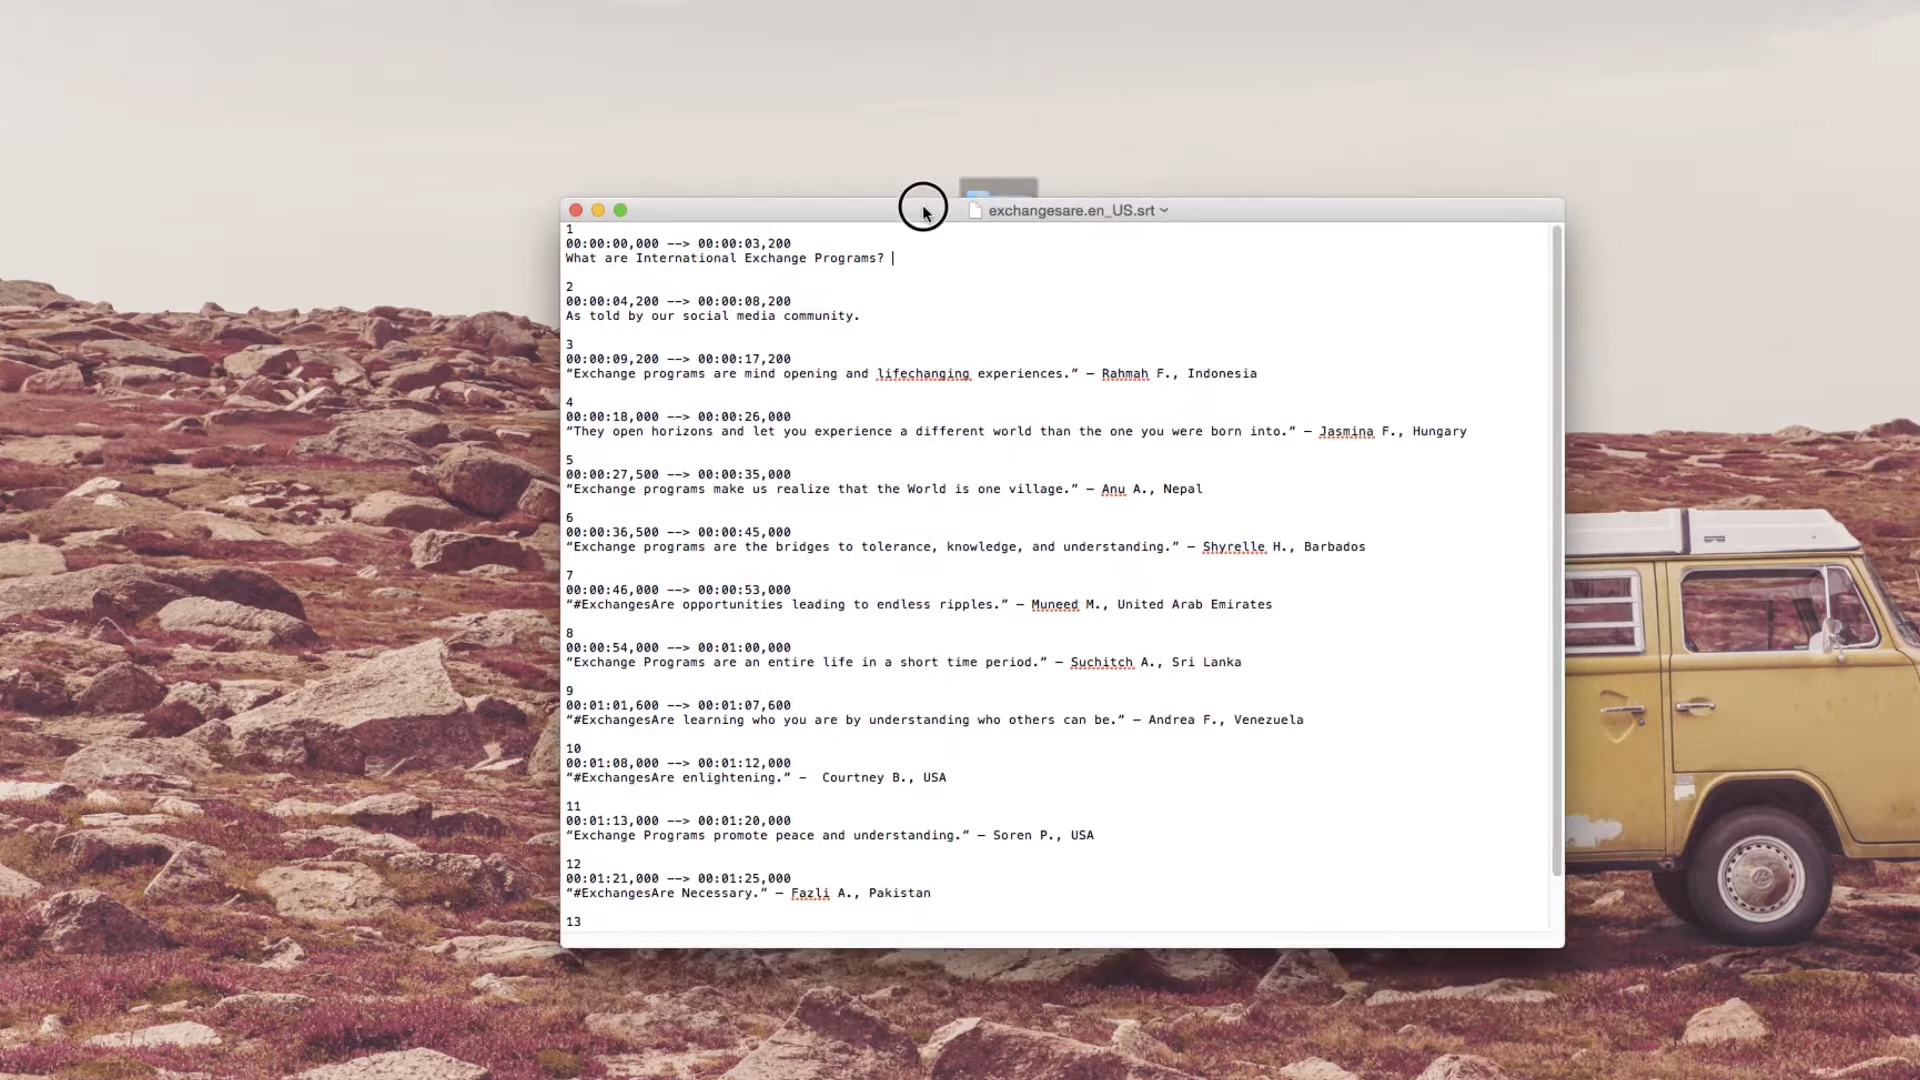 exchangesare.en_US.srt
1
00:00:00,000 --> 00:00:03,200
What are International Exchange Programs?
2
00:00:04,200 --> 00:00:08,200
As told by our social media community.
3
00:00:09,200 --> 00:00:17,200
“Exchange programs are mind opening and lifechanging experiences.” — Rahmah F., Indonesia
4
00:00:18,000 --> 00:00:26,000
“They open horizons and let you experience a different world than the one you were born into.” — Jasmina F., Hungary
5
00:00:27,500 --> 00:00:35,000
“Exchange programs make us realize that the World is one village.” — Anu A., Nepal
6
00:00:36,500 --> 00:00:45,000
“Exchange programs are the bridges to tolerance, knowledge, and understanding.” — Shyrelle H., Barbados
7
00:00:46,000 --> 00:00:53,000
“#ExchangesAre opportunities leading to endless ripples.” — Muneed M., United Arab Emirates
8
00:00:54,000 --> 00:01:00,000
“Exchange Programs are an entire life in a short time period.” — Suchitch A., Sri Lanka
9
00:01:01,600 --> 00:01:07,600
“#ExchangesAre learning who you are by understanding who others can be.” — Andrea F., Venezuela
10
00:01:08,000 --> 00:01:12,000
“#ExchangesAre enlightening.” –  Courtney B., USA
11
00:01:13,000 --> 00:01:20,000
“Exchange Programs promote peace and understanding.” — Soren P., USA
12
00:01:21,000 --> 00:01:25,000
“#ExchangesAre Necessary.” — Fazli A., Pakistan
13